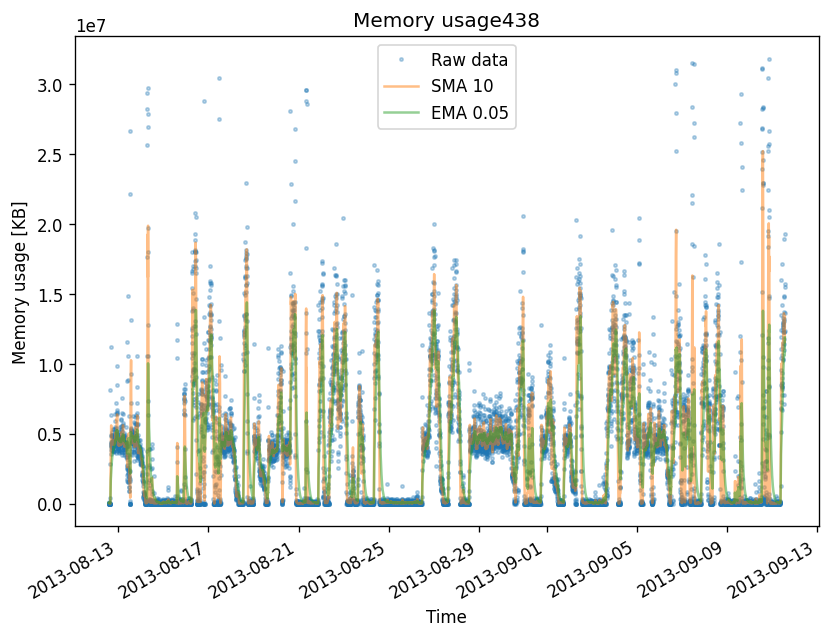 Memory usage438
1e7
Raw data
SMA 10
EMA 0.05
3.0
2.5
2.0
1.5
1.0
0.5
0.0
Memory usage [KB]
2013-08-13
2013-08-17
2013-08-21
2013-08-25
2013-08-29
2013-09-01
2013-09-05
2013-09-09
2013-09-13
Time